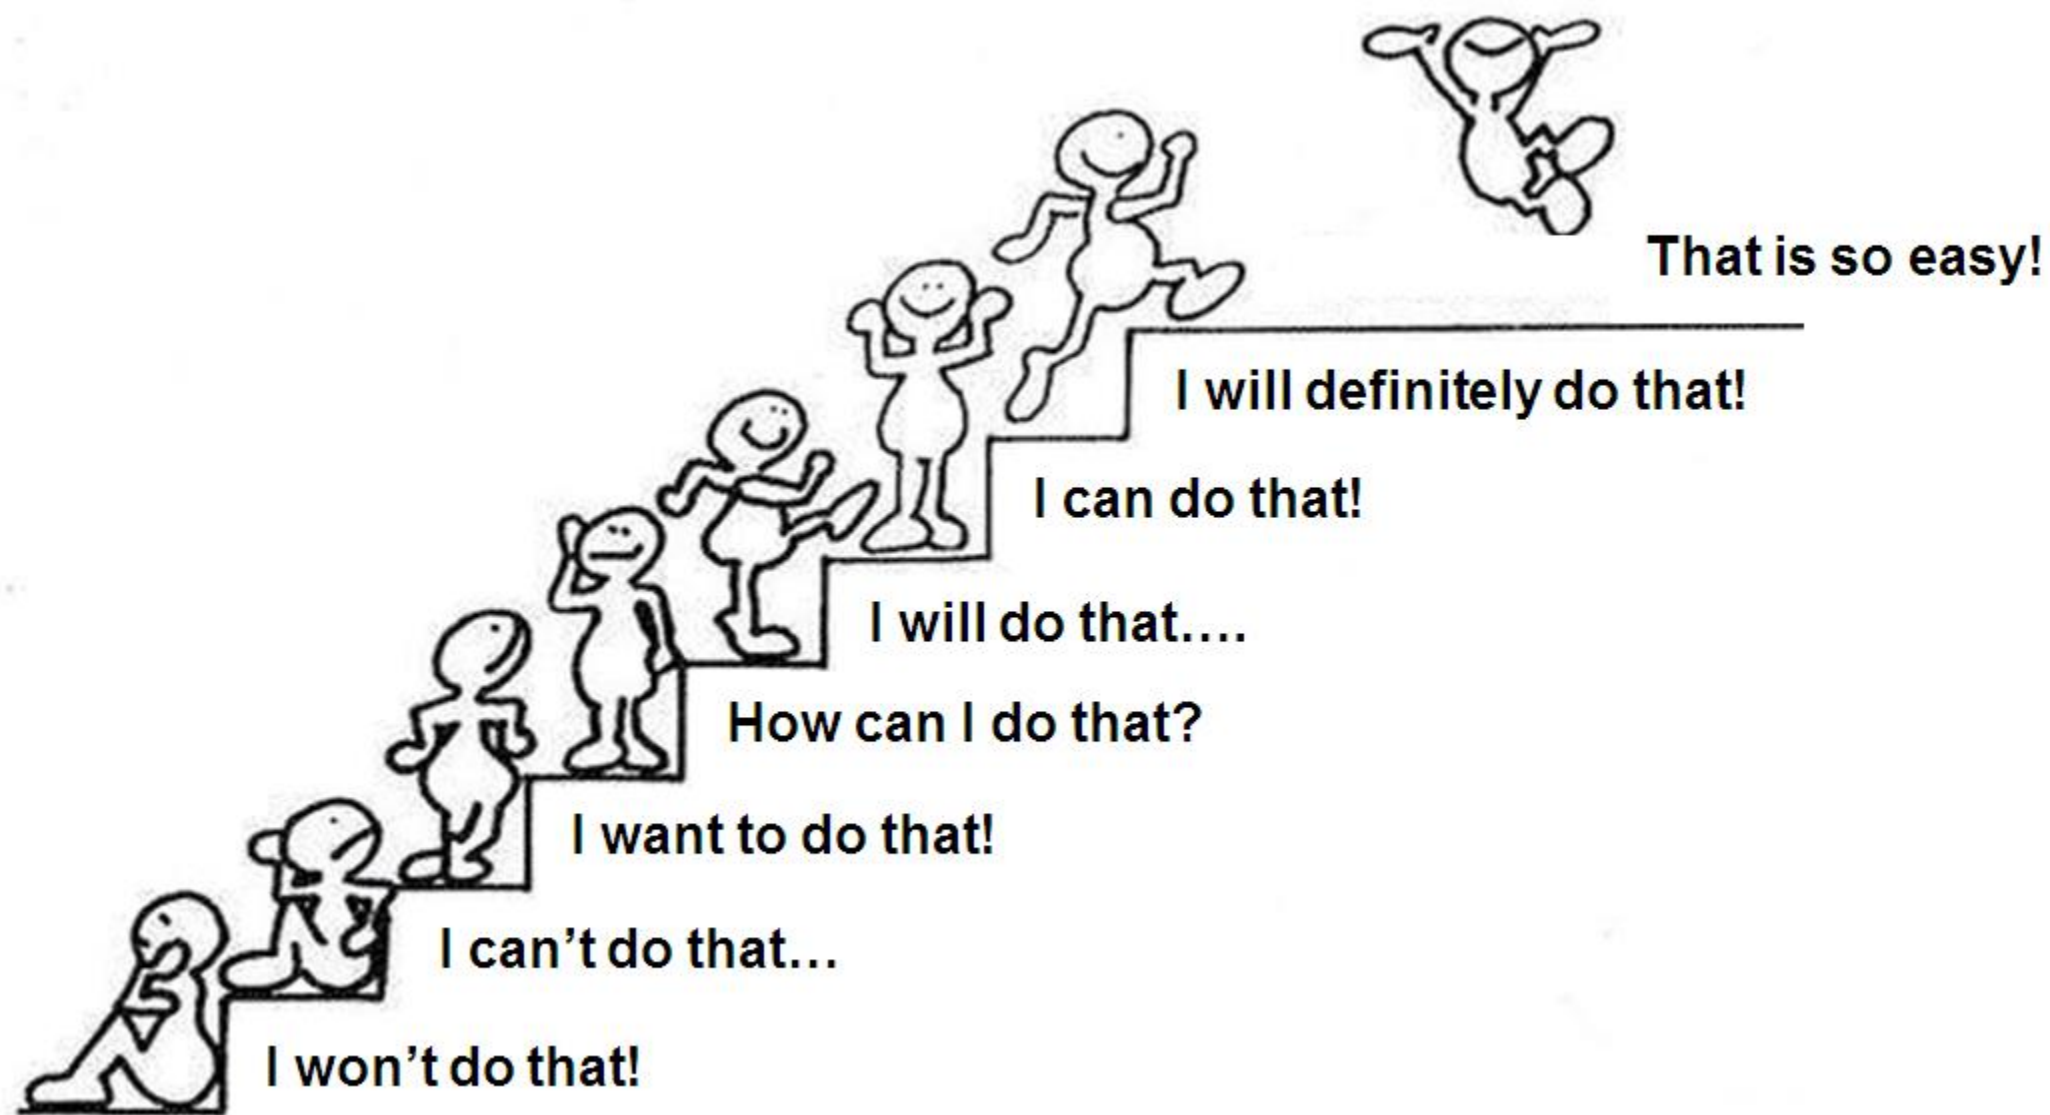 That is so easy!
I will definitely do that!
I can do that!
I will do that....
How can I do that?
I want to do that!
I can’t do that...
I won’t do that!